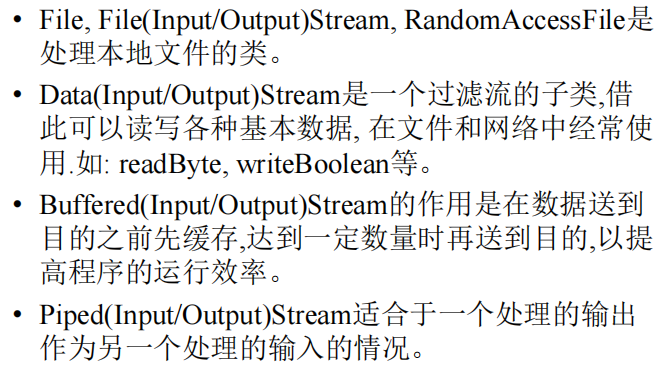 • File, File(Input/Output)Stream, RandomAccessFile是
处理本地文件的类。
• Data(Input/Output)Stream是一个过滤流的子类,借
此可以读写各种基本数据, 在文件和网络中经常使
用.如: readByte, writeBoolean等。
• Buffered(Input/Output)Stream的作用是在数据送到
目的之前先缓存,达到一定数量时再送到目的,以提
高程序的运行效率。
• Piped(Input/Output)Stream适合于一个处理的输出
作为另一个处理的输入的情况。